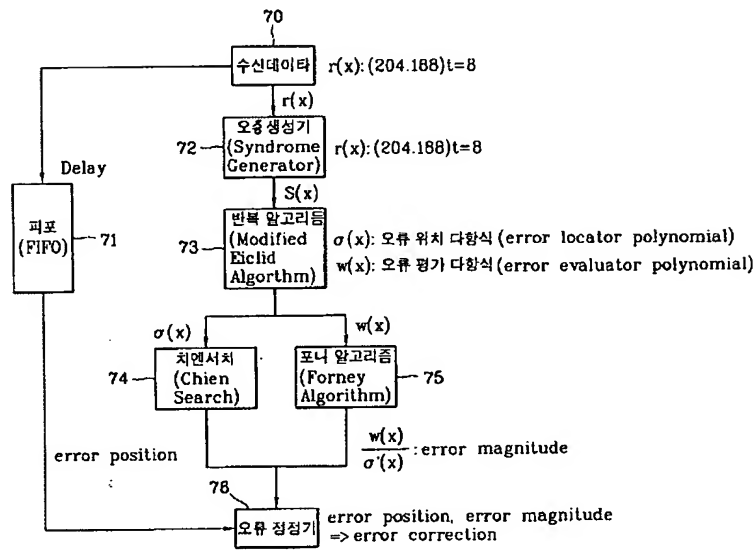 70
수신데이타 r(x): (204.188)t=8
r(x)
72
오증생성기
(Syndrome
Generator)
r(x): (204.188)t=8
Delay
S(x)
피포
(FIFO)
71
73
반복 알고리듬
(Modified
Eiclid
Algorthm)
σ(x): 오류 위치 다항식 (error locator polynomial)
w(x): 오류 평가 다항식 (error evaluator polynomial)
σ(x)
w(x)
74
치엔서치
(Chien
Search)
포니 알고리즘
(Forney
Algorithm)
75
error position
:
w(x)
σ'(x)
: error magnitude
76
오류 정정기
error position, error magnitude
=> error correction